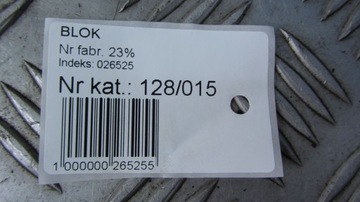 BLOK
Nr fabr. 23%
Indeks: 026525
Nr kat.: 128/015
1 000000 265255